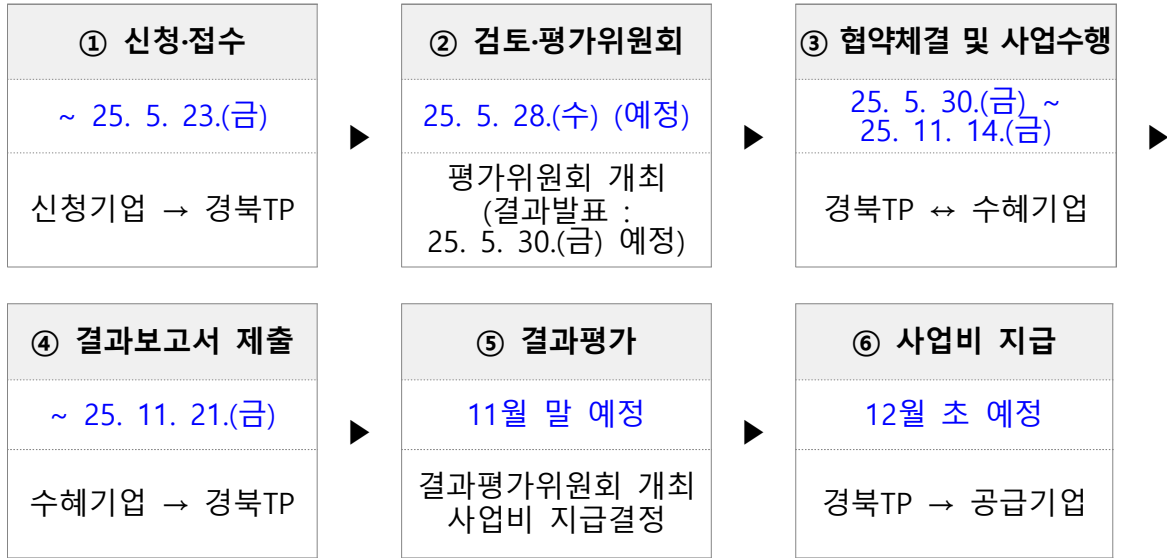 ① 신청·접수
~ 25. 5. 23.(금)
신청기업 → 경북TP
▶
② 검토·평가위원회
25. 5. 28.(수) (예정)
평가위원회 개최
(결과발표 :
25. 5. 30.(금) 예정)
▶
③ 협약체결 및 사업수행
25. 5. 30.(금) ~
25. 11. 14.(금)
경북TP ↔ 수혜기업
▶
④ 결과보고서 제출
~ 25. 11. 21.(금)
수혜기업 → 경북TP
▶
⑤ 결과평가
11월 말 예정
결과평가위원회 개최
사업비 지급결정
▶
⑥ 사업비 지급
12월 초 예정
경북TP → 공급기업